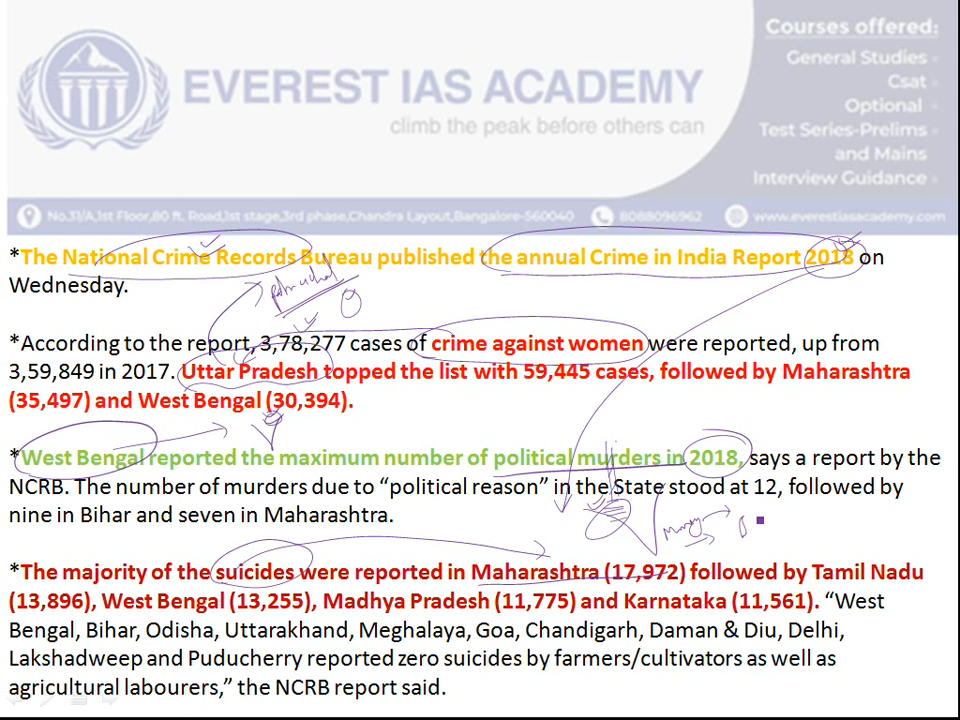 Courses offered:
EVEREST IAS ACADEMY
climb the peak before others can
General Studies
Csat
Optional
Test Series-Prelims
and Mains
Interview Guidance
No.31/A,1st Floor,80 ft. Road,1st stage,3rd phase,Chandra Layout,Bangalore-560040
8088096962
www.everestiasacademy.com
*The National Crime Records Bureau published the annual Crime in India Report 2018 on
Wednesday.
*According to the report, 3,78,277 cases of crime against women were reported, up from
3,59,849 in 2017. Uttar Pradesh topped the list with 59,445 cases, followed by Maharashtra
(35,497) and West Bengal (30,394).
*West Bengal reported the maximum number of political murders in 2018, says a report by the
NCRB. The number of murders due to “political reason” in the State stood at 12, followed by
nine in Bihar and seven in Maharashtra.
*The majority of the suicides were reported in Maharashtra (17,972) followed by Tamil Nadu
(13,896), West Bengal (13,255), Madhya Pradesh (11,775) and Karnataka (11,561). “West
Bengal, Bihar, Odisha, Uttarakhand, Meghalaya, Goa, Chandigarh, Daman & Diu, Delhi,
Lakshadweep and Puducherry reported zero suicides by farmers/cultivators as well as
agricultural labourers,” the NCRB report said.